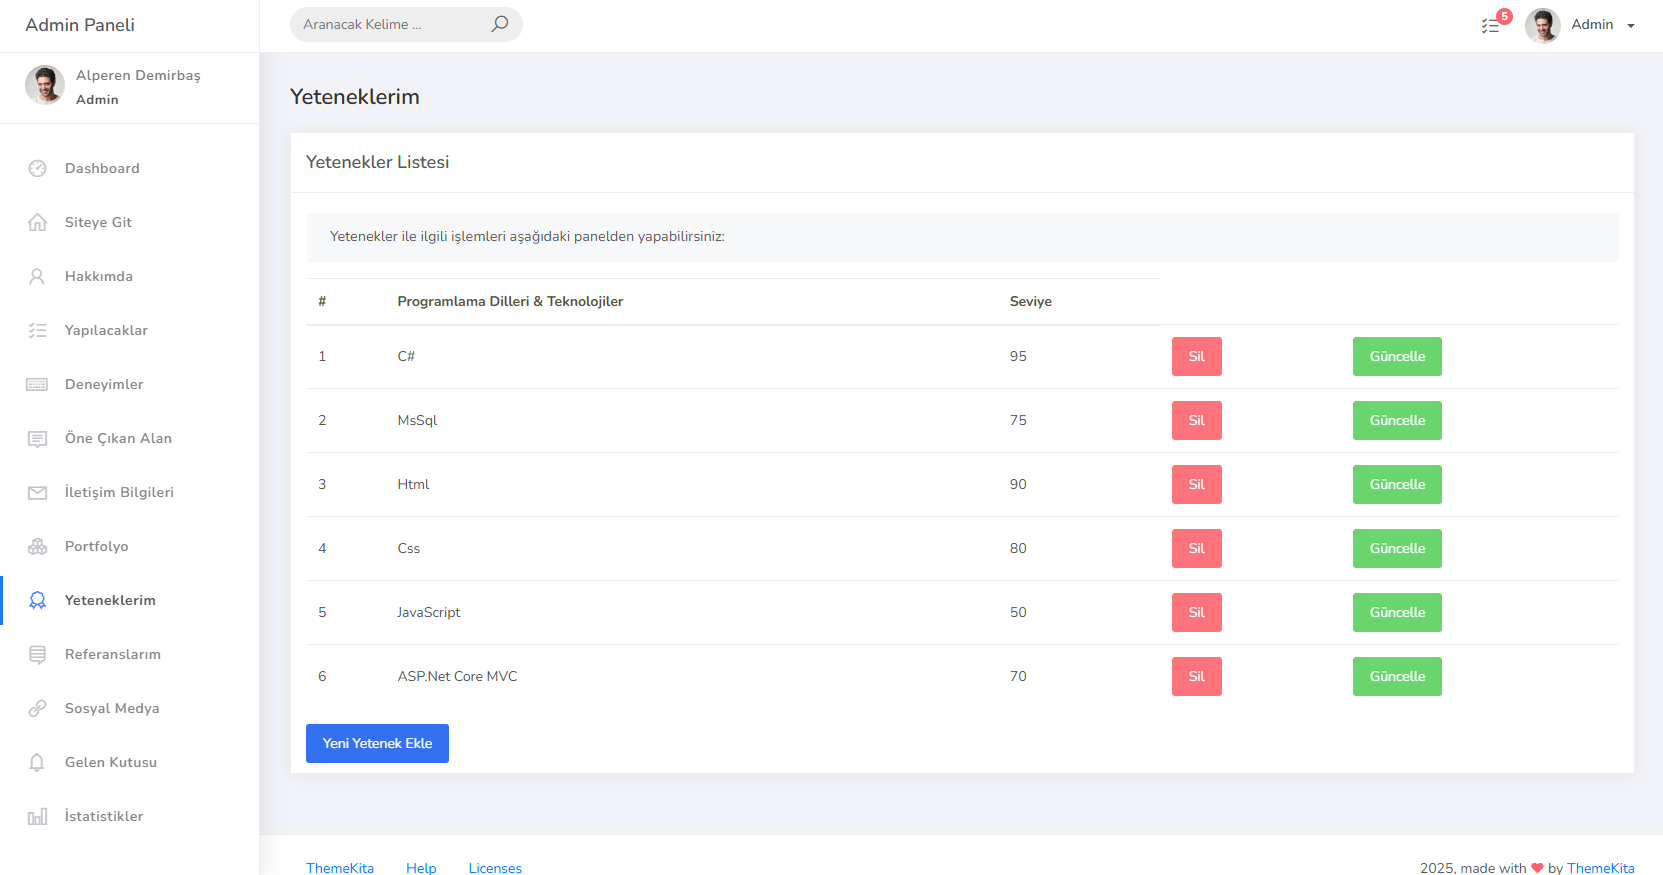 Admin Paneli
Aranacak Kelime ...
5
Admin
Alperen Demirbaş
Admin
Dashboard
Siteye Git
Hakkımda
Yapılacaklar
Deneyimler
Öne Çıkan Alan
İletişim Bilgileri
Portfolyo
Yeteneklerim
Referanslarım
Sosyal Medya
Gelen Kutusu
İstatistikler
Yeteneklerim
Yetenekler Listesi
Yetenekler ile ilgili işlemleri aşağıdaki panelden yapabilirsiniz:
# Programlama Dilleri & Teknolojiler Seviye
1 C# 95 Sil Güncelle
2 MsSql 75 Sil Güncelle
3 Html 90 Sil Güncelle
4 Css 80 Sil Güncelle
5 JavaScript 50 Sil Güncelle
6 ASP.Net Core MVC 70 Sil Güncelle
Yeni Yetenek Ekle
ThemeKita Help Licenses 2025, made with ❤ by ThemeKita